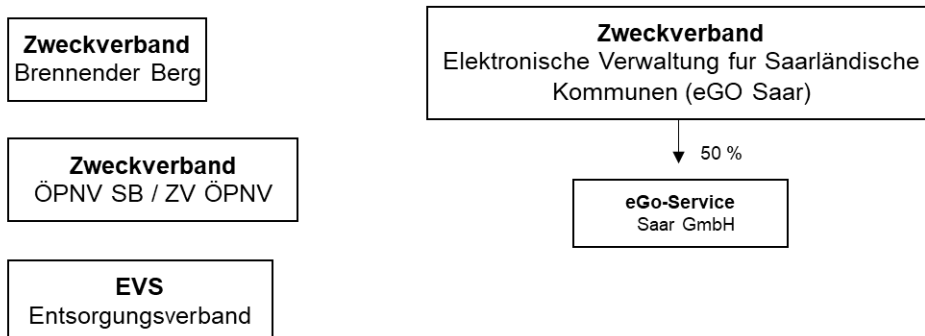 Zweckverband
Brennender Berg
Zweckverband
ÖPNV SB / ZV ÖPNV
EVS
Entsorgungsverband
Zweckverband
Elektronische Verwaltung fur Saarländische
Kommunen (eGO Saar)
50 %
eGo-Service
Saar GmbH